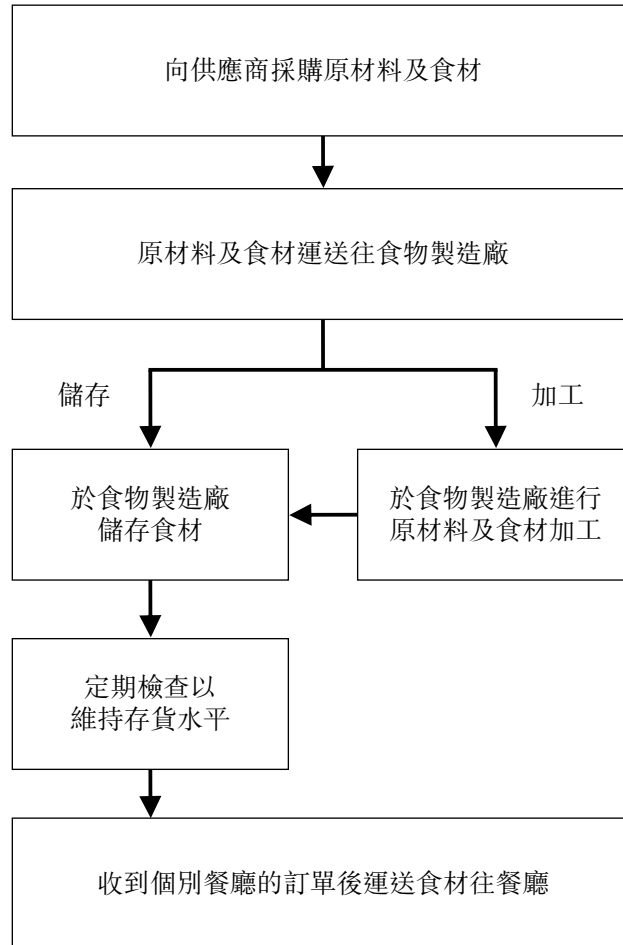 向供應商採購原材料及食材
原材料及食材運送往食物製造廠
儲存
加工
於食物製造廠
儲存食材
於食物製造廠進行
原材料及食材加工
定期檢查以
維持存貨水平
收到個別餐廳的訂單後運送食材往餐廳